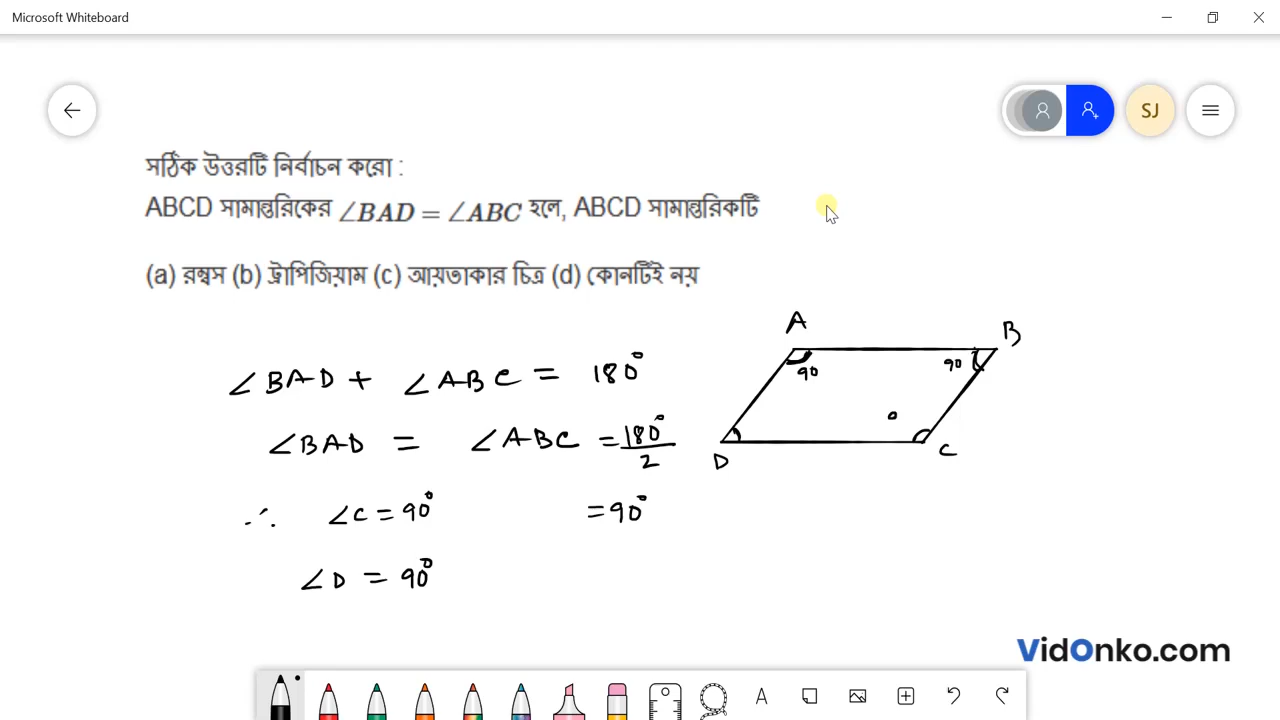 Microsoft Whiteboard
SJ
সঠিক উত্তরটি নির্বাচন করো :
ABCD সামান্তরিকের ∠BAD = ∠ABC হলে, ABCD সামান্তরিকটি
(a) রম্বস (b) ট্রাপিজিয়াম (c) আয়তাকার চিত্র (d) কোনটিই নয়
A
B
90
90
D
C
∠BAD + ∠ABC = 180°
∠BAD = ∠ABC = 180°/2
∴ ∠C = 90° = 90°
∠D = 90°
VidOnko.com
A